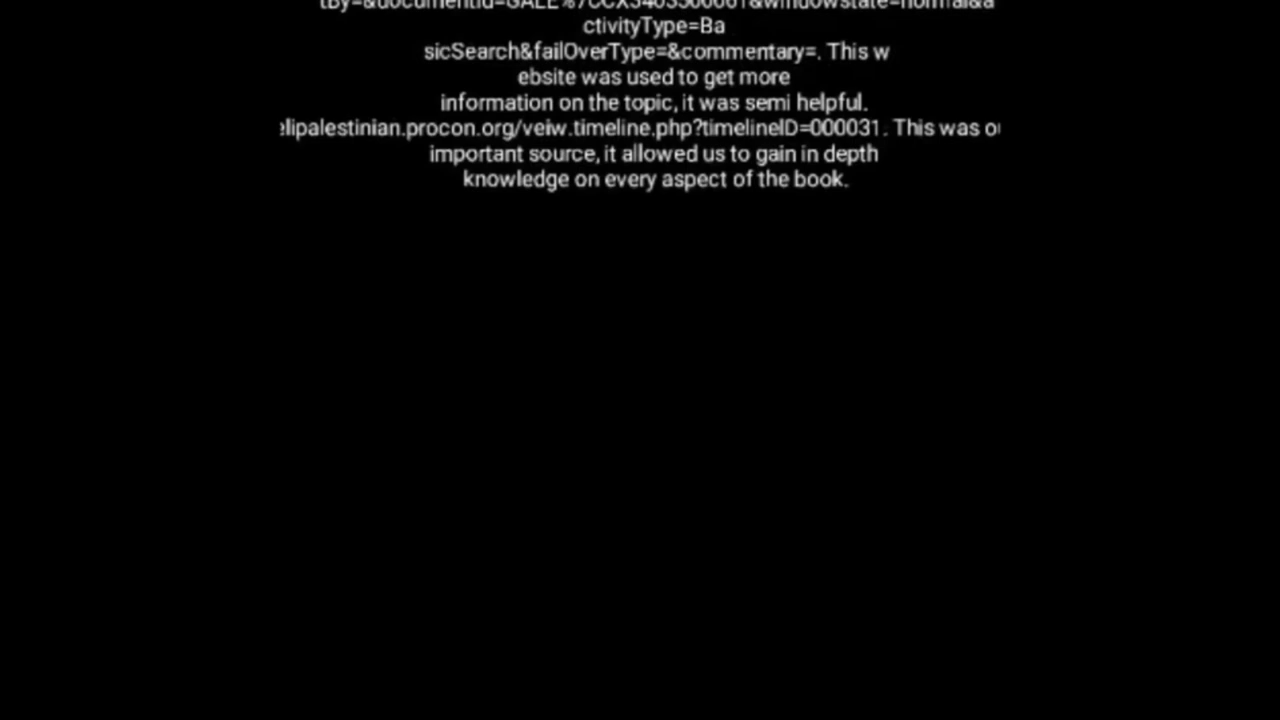 ctivityType=Ba
sicSearch&failOverType=&commentary=. This w
ebsite was used to get more
information on the topic, it was semi helpful.
elipalestinian.procon.org/veiw.timeline.php?timelineID=000031. This was
important source, it allowed us to gain in depth
knowledge on every aspect of the book.